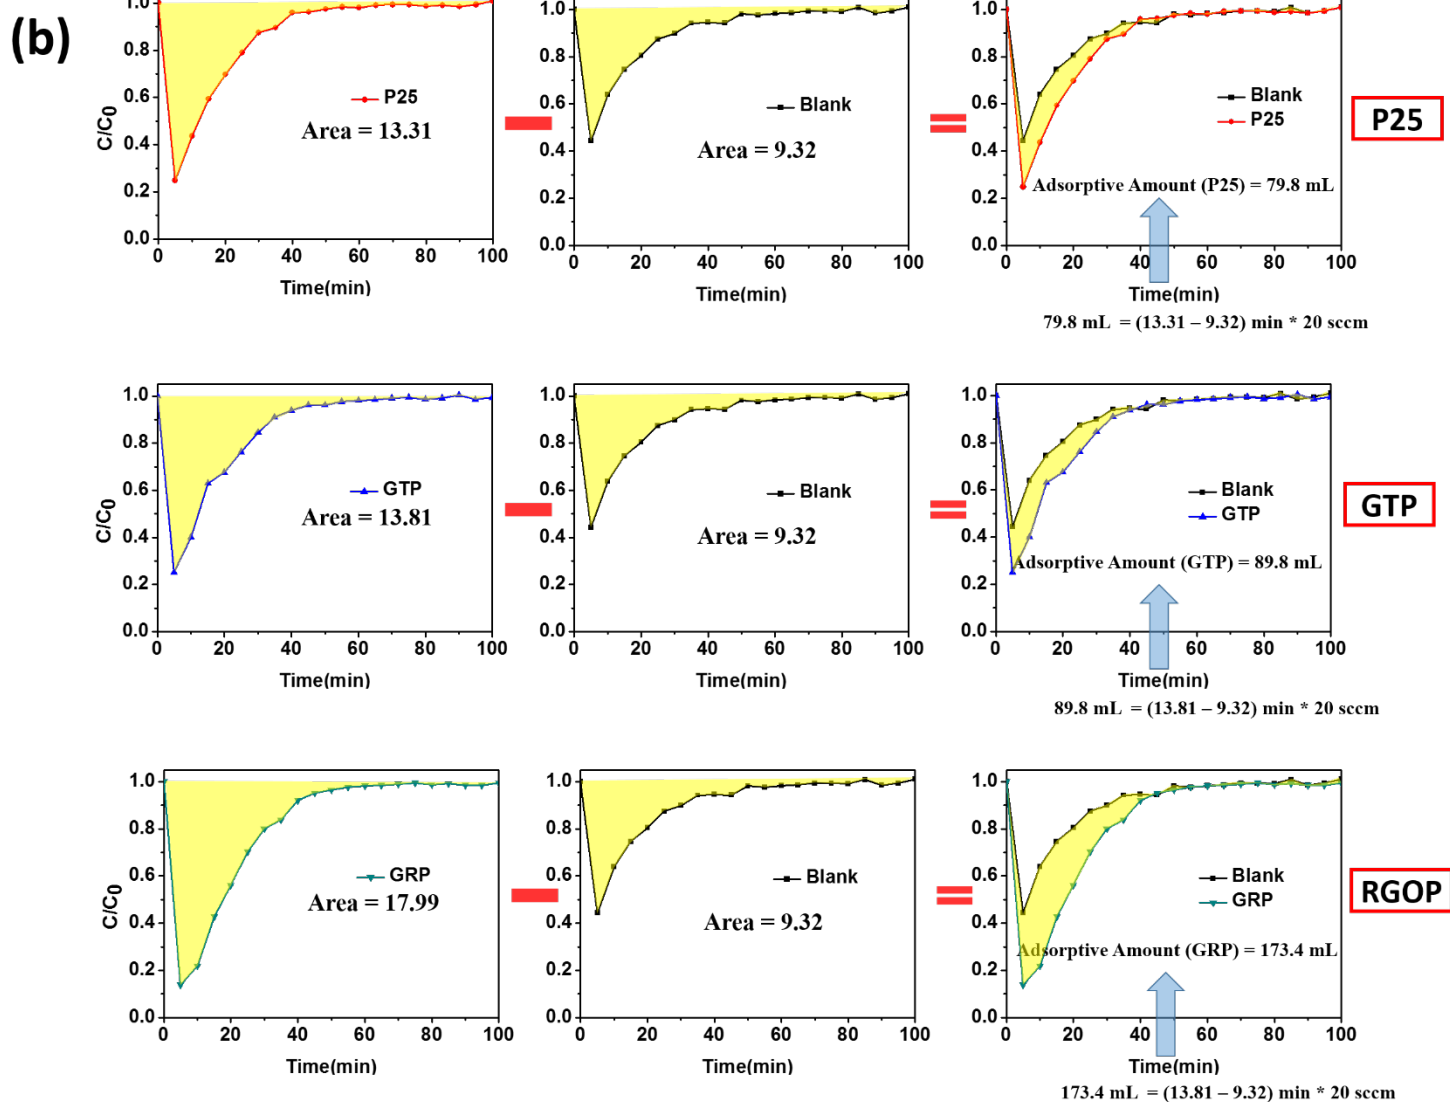 (b)
1.0
0.8
0.6
0.4
0.2
0.0
C/C0
P25
Area = 13.31
0 20 40 60 80 100
Time(min)
1.0
0.8
0.6
0.4
0.2
0.0
Blank
Area = 9.32
0 20 40 60 80 100
Time(min)
1.0
0.8
0.6
0.4
0.2
0.0
Blank
P25
Adsorptive Amount (P25) = 79.8 mL
0 20 40 60 80 100
Time(min)
79.8 mL = (13.31 – 9.32) min * 20 sccm
P25
1.0
0.8
0.6
0.4
0.2
0.0
C/C0
GTP
Area = 13.81
0 20 40 60 80 100
Time(min)
1.0
0.8
0.6
0.4
0.2
0.0
Blank
Area = 9.32
0 20 40 60 80 100
Time(min)
1.0
0.8
0.6
0.4
0.2
0.0
Blank
GTP
Adsorptive Amount (GTP) = 89.8 mL
0 20 40 60 80 100
Time(min)
89.8 mL = (13.81 – 9.32) min * 20 sccm
GTP
1.0
0.8
0.6
0.4
0.2
0.0
C/C0
GRP
Area = 17.99
0 20 40 60 80 100
Time(min)
1.0
0.8
0.6
0.4
0.2
0.0
Blank
Area = 9.32
0 20 40 60 80 100
Time(min)
1.0
0.8
0.6
0.4
0.2
0.0
Blank
GRP
Adsorptive Amount (GRP) = 173.4 mL
0 20 40 60 80 100
Time(min)
173.4 mL = (13.81 – 9.32) min * 20 sccm
RGOP